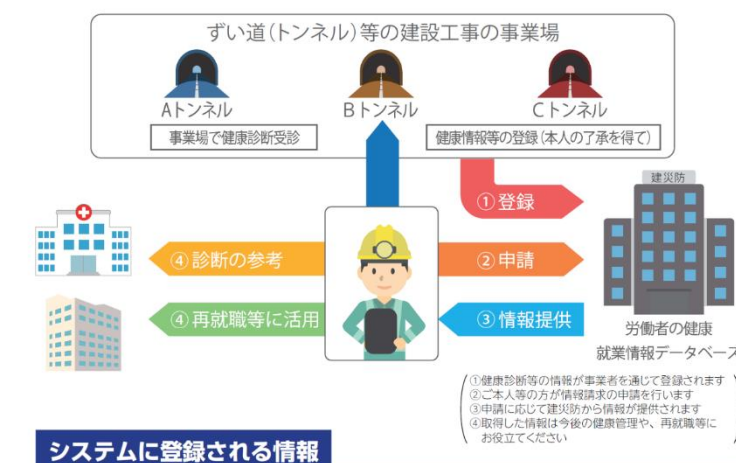 ずい道(トンネル)等の建設工事の事業場
Aトンネル
Bトンネル
Cトンネル
事業場で健康診断受診
健康情報等の登録(本人の了承を得て)
建災防
①登録
④診断の参考
②申請
④再就職等に活用
③情報提供
労働者の健康
就業情報データベース
①健康診断等の情報が事業者を通じて登録されます
②ご本人等の方が情報請求の申請を行います
③申請に応じて建災防から情報が提供されます
④取得した情報は今後の健康管理や、再就職等に
お役立てください
システムに登録される情報